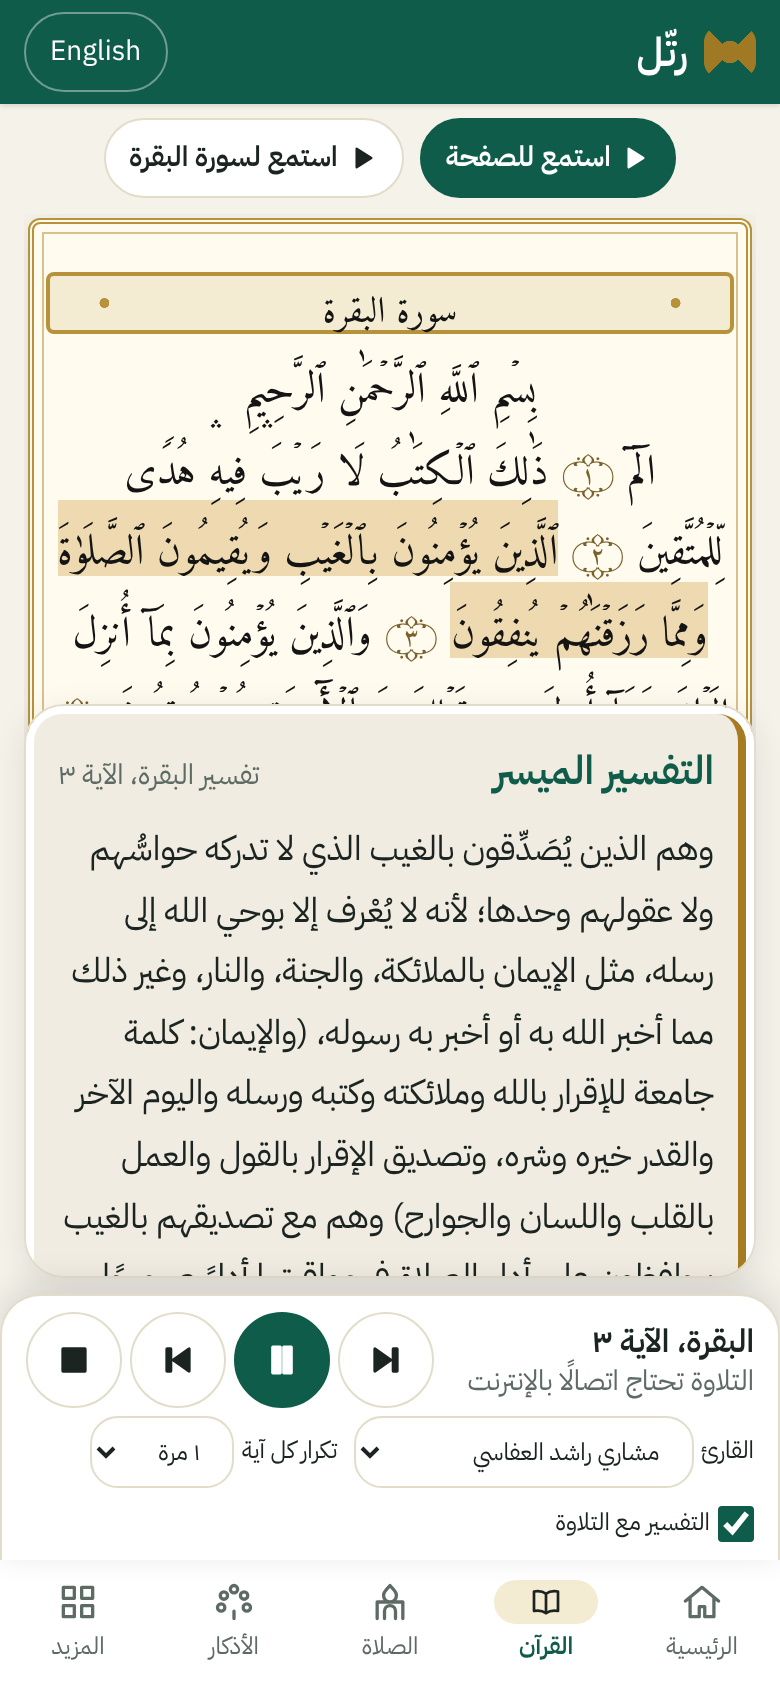 رتّل
English
استمع للصفحة
استمع لسورة البقرة
سورة البقرة
بِسْمِ ٱللَّهِ ٱلرَّحْمَٰنِ ٱلرَّحِيمِ
الٓمٓ ١ ذَٰلِكَ ٱلْكِتَٰبُ لَا رَيْبَ ۛ فِيهِ ۛ هُدًى
لِّلْمُتَّقِينَ ٢ ٱلَّذِينَ يُؤْمِنُونَ بِٱلْغَيْبِ وَيُقِيمُونَ ٱلصَّلَوٰةَ
وَمِمَّا رَزَقْنَٰهُمْ يُنفِقُونَ ٣ وَٱلَّذِينَ يُؤْمِنُونَ بِمَآ أُنزِلَ
التفسير الميسر
تفسير البقرة، الآية ٣
وهم الذين يُصَدِّقون بالغيب الذي لا تدركه حواسُّهم
ولا عقولهم وحدها؛ لأنه لا يُعْرف إلا بوحي الله إلى
رسله، مثل الإيمان بالملائكة، والجنة، والنار، وغير ذلك
مما أخبر الله به أو أخبر به رسوله، (والإيمان: كلمة
جامعة للإقرار بالله وملائكته وكتبه ورسله واليوم الآخر
والقدر خيره وشره، وتصديق الإقرار بالقول والعمل
بالقلب واللسان والجوارح) وهم مع تصديقهم بالغيب
البقرة، الآية ٣
التلاوة تحتاج اتصالًا بالإنترنت
القارئ
مشاري راشد العفاسي
تكرار كل آية
١ مرة
التفسير مع التلاوة
الرئيسية
القرآن
الصلاة
الأذكار
المزيد